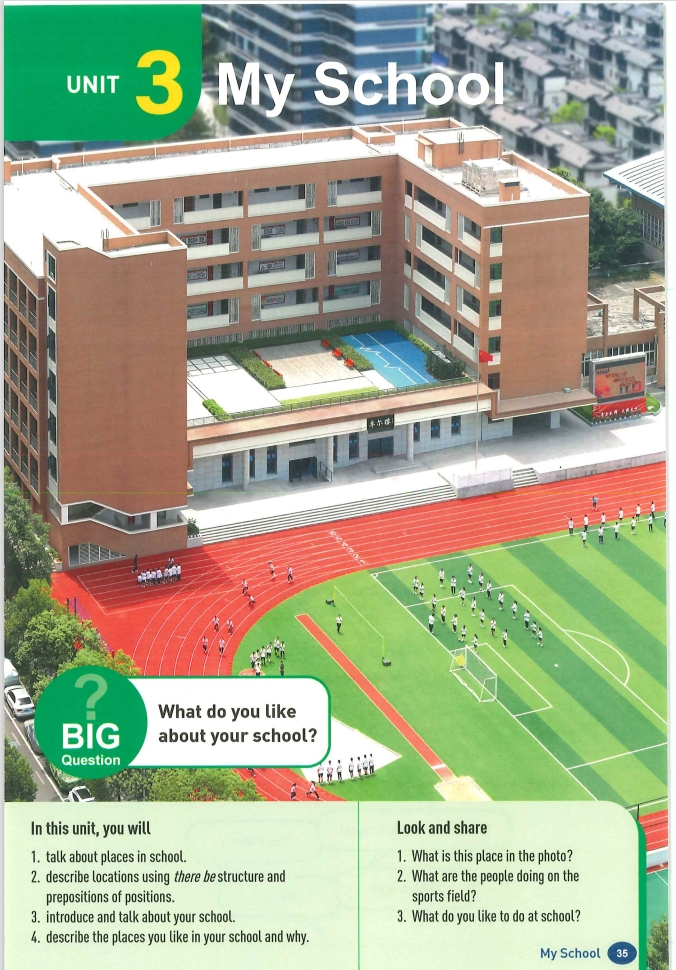 UNIT 3 My School
?
BIG
Question
What do you like
about your school?
In this unit, you will
1. talk about places in school.
2. describe locations using there be structure and
prepositions of positions.
3. introduce and talk about your school.
4. describe the places you like in your school and why.
Look and share
1. What is this place in the photo?
2. What are the people doing on the
sports field?
3. What do you like to do at school?
My School 35